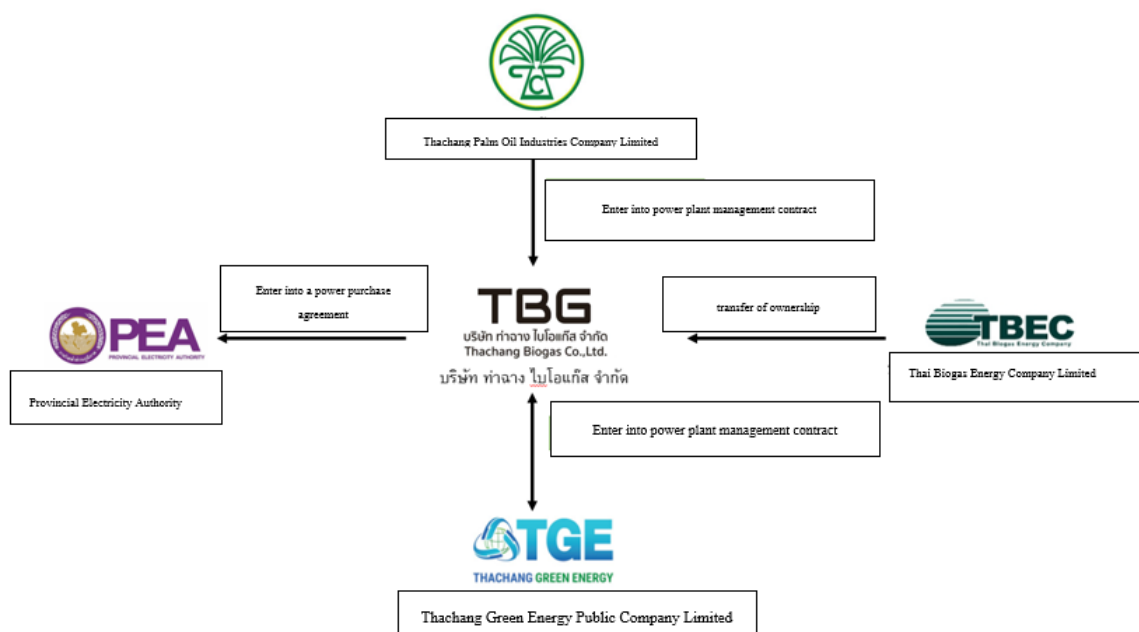 C
Thachang Palm Oil Industries Company Limited
Enter into power plant management contract
Enter into a power purchase
agreement
TBG
บริษัท ท่าฉาง ไบโอแก๊ส จำกัด
Thachang Biogas Co.,Ltd.
บริษัท ท่าฉาง ไบโอแก๊ส จำกัด
transfer of ownership
PEA
PROVINCIAL ELECTRICITY AUTHORITY
Provincial Electricity Authority
TBEC
Thai Biogas Energy Company
Thai Biogas Energy Company Limited
Enter into power plant management contract
TGE
THACHANG GREEN ENERGY
Thachang Green Energy Public Company Limited